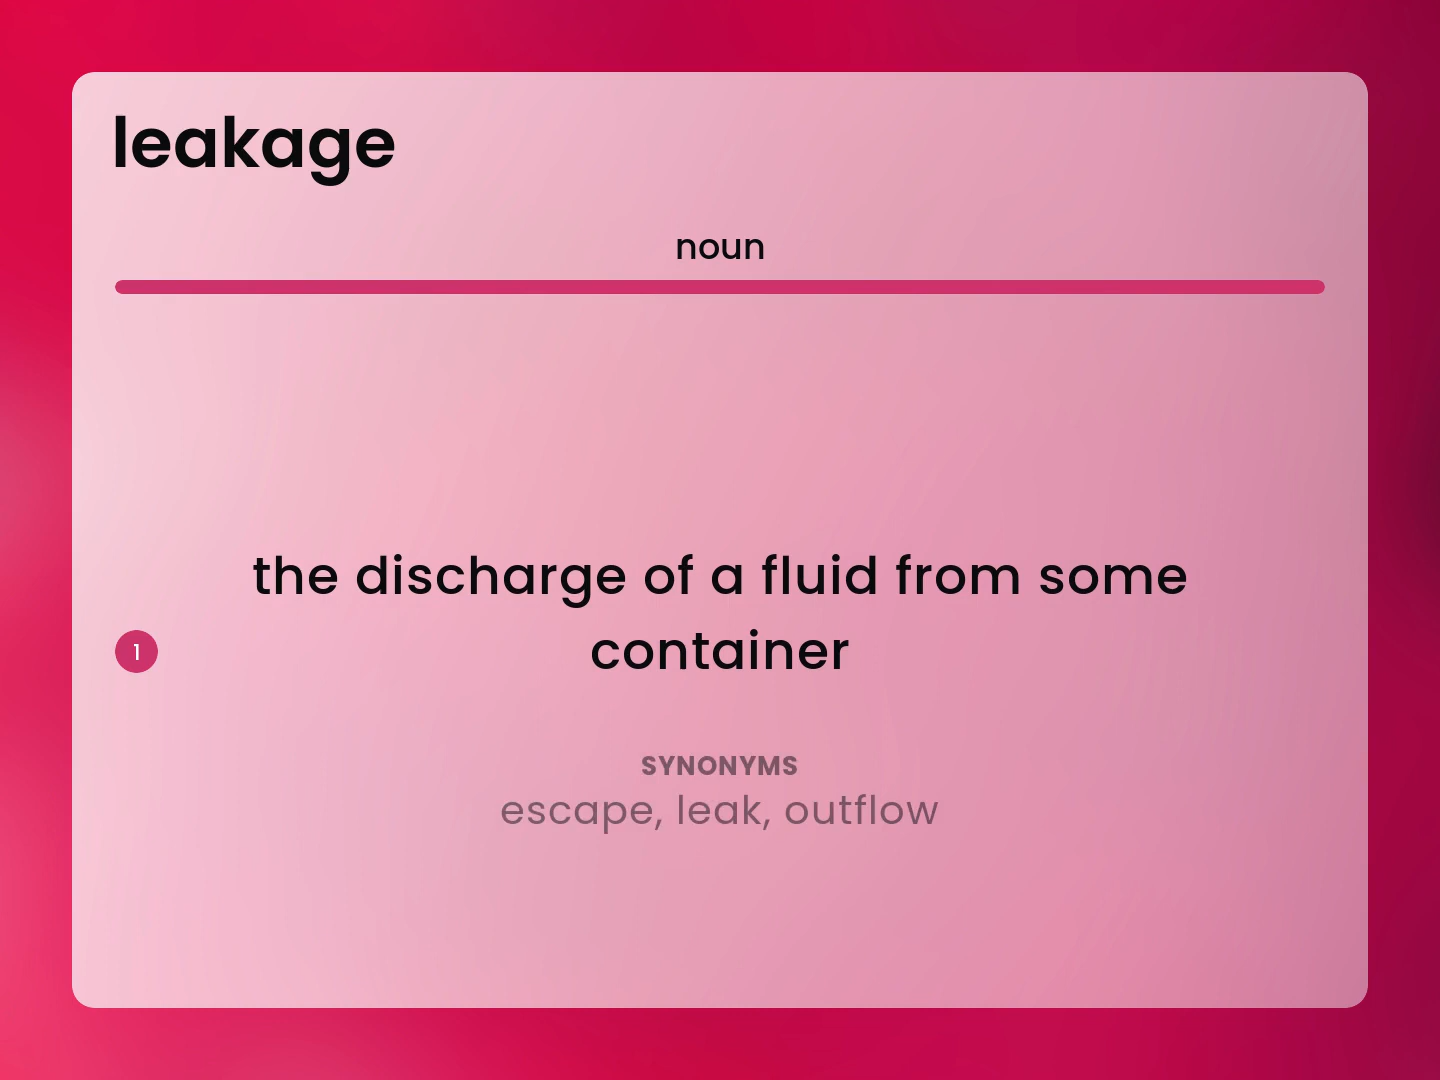 leakage
noun
the discharge of a fluid from some
1
container
SYNONYMS
escape, leak, outflow